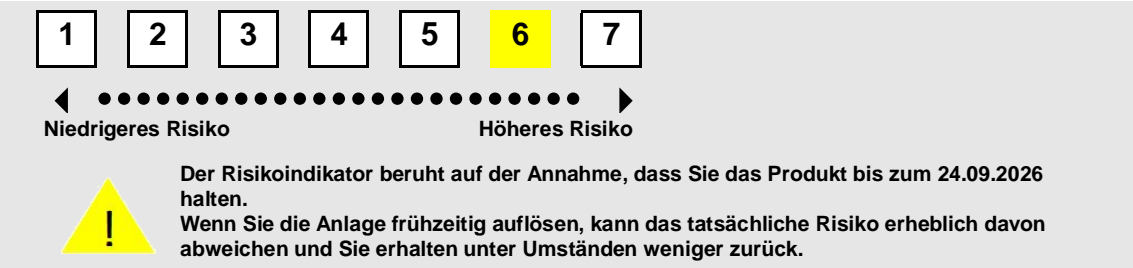 1 2 3 4 5 6 7
Niedrigeres Risiko Höheres Risiko
Der Risikoindikator beruht auf der Annahme, dass Sie das Produkt bis zum 24.09.2026
halten.
Wenn Sie die Anlage frühzeitig auflösen, kann das tatsächliche Risiko erheblich davon
abweichen und Sie erhalten unter Umständen weniger zurück.
!